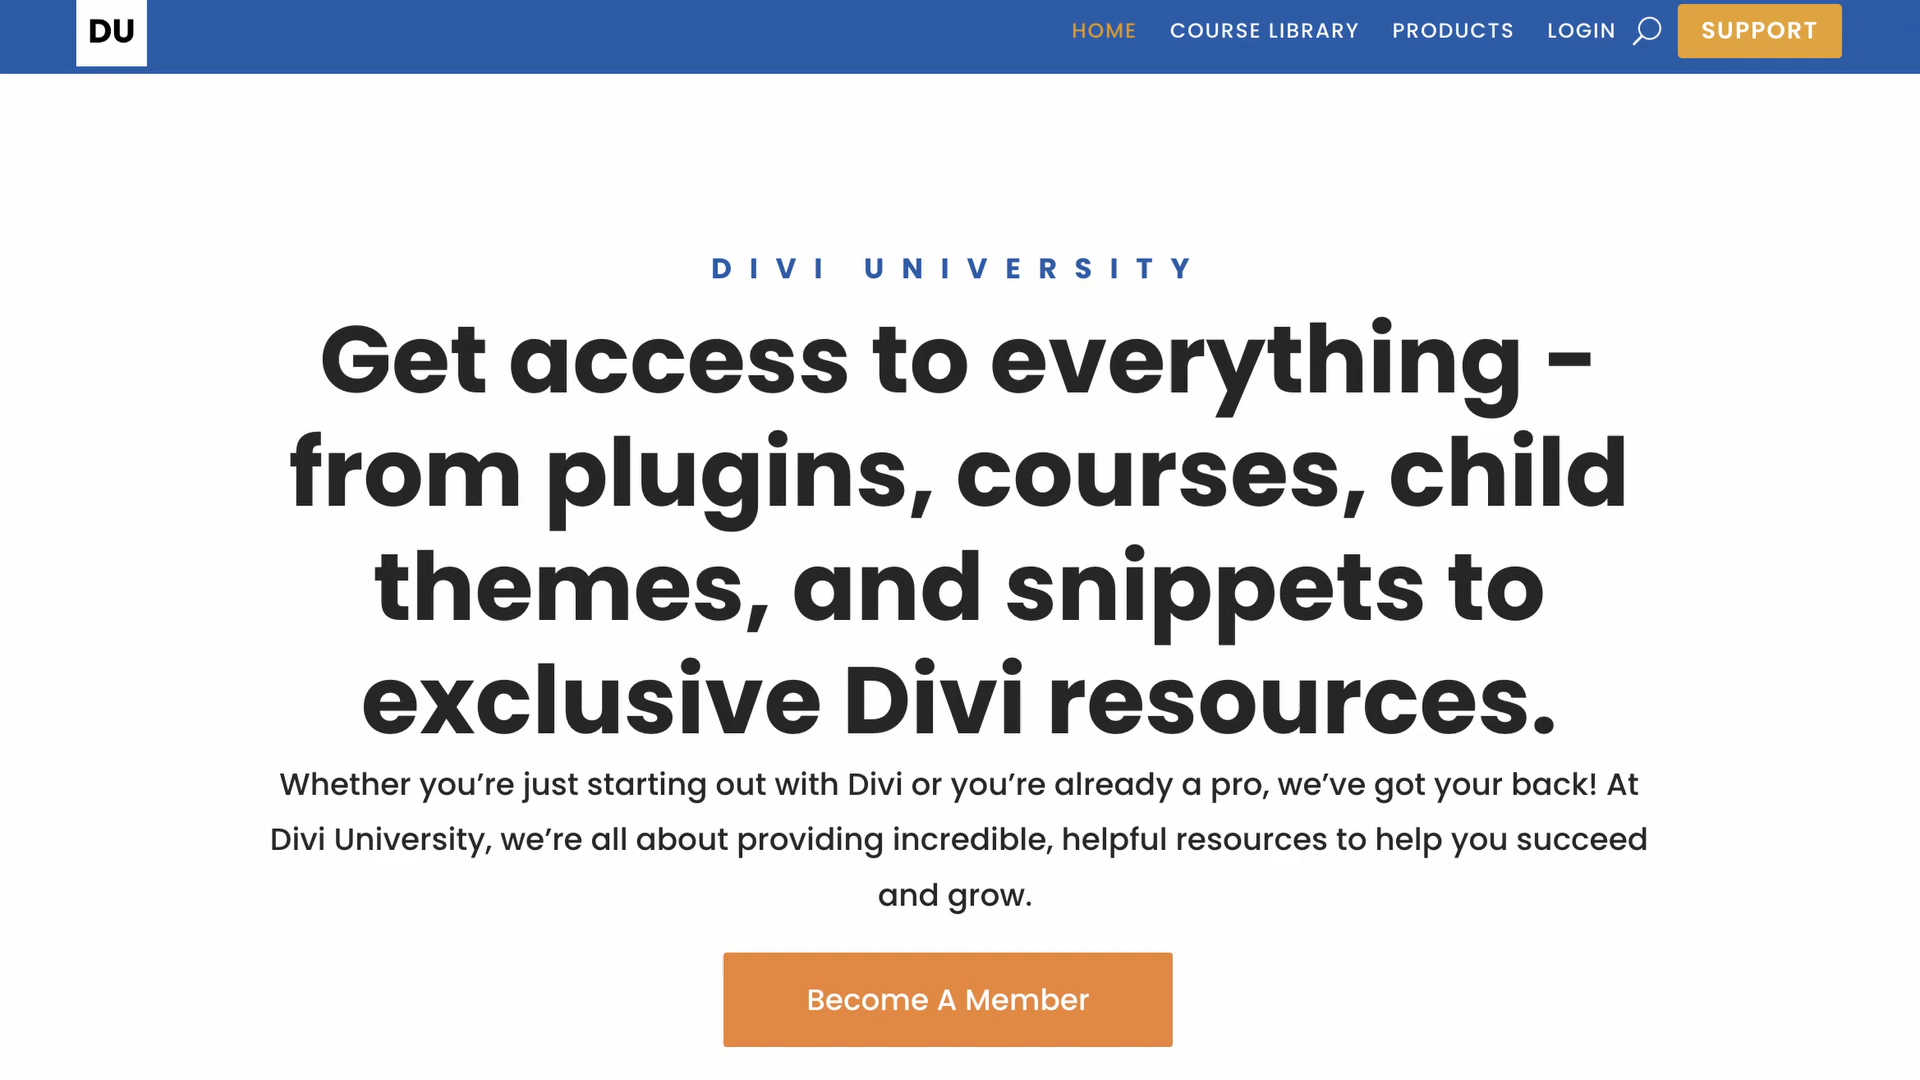 DU
HOME COURSE LIBRARY PRODUCTS LOGIN SUPPORT
DIVI UNIVERSITY
Get access to everything –
from plugins, courses, child
themes, and snippets to
exclusive Divi resources.
Whether you’re just starting out with Divi or you’re already a pro, we’ve got your back! At
Divi University, we’re all about providing incredible, helpful resources to help you succeed
and grow.
Become A Member